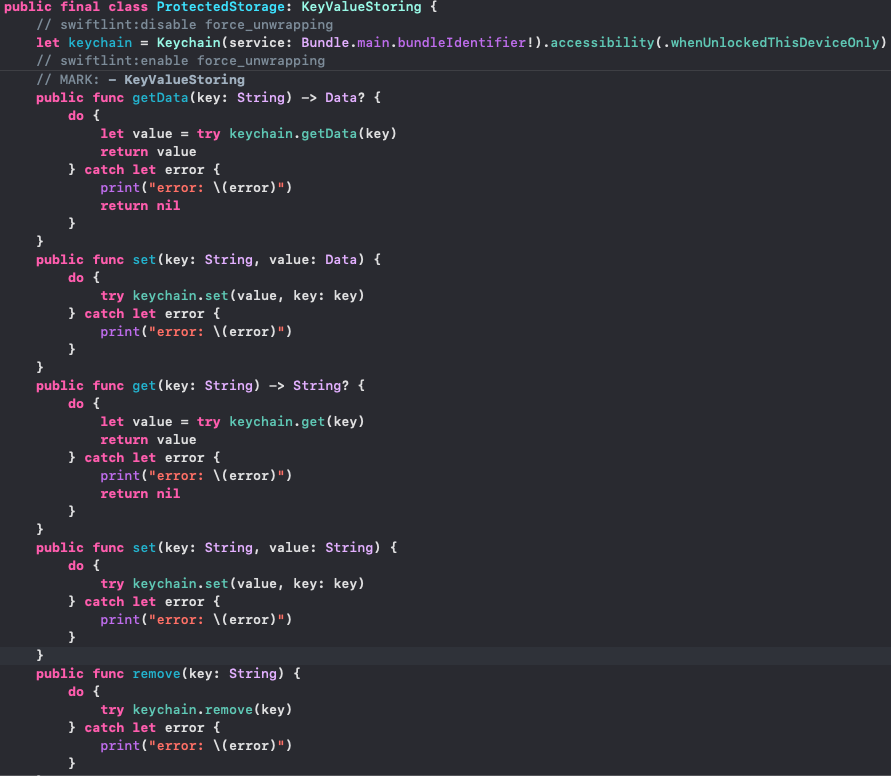 public final class ProtectedStorage: KeyValueStoring {
    // swiftlint:disable force_unwrapping
    let keychain = Keychain(service: Bundle.main.bundleIdentifier!).accessibility(.whenUnlockedThisDeviceOnly)
    // swiftlint:enable force_unwrapping
    // MARK: - KeyValueStoring
    public func getData(key: String) -> Data? {
        do {
            let value = try keychain.getData(key)
            return value
        } catch let error {
            print("error: \(error)")
            return nil
        }
    }
    public func set(key: String, value: Data) {
        do {
            try keychain.set(value, key: key)
        } catch let error {
            print("error: \(error)")
        }
    }
    public func get(key: String) -> String? {
        do {
            let value = try keychain.get(key)
            return value
        } catch let error {
            print("error: \(error)")
            return nil
        }
    }
    public func set(key: String, value: String) {
        do {
            try keychain.set(value, key: key)
        } catch let error {
            print("error: \(error)")
        }
    }
    public func remove(key: String) {
        do {
            try keychain.remove(key)
        } catch let error {
            print("error: \(error)")
        }